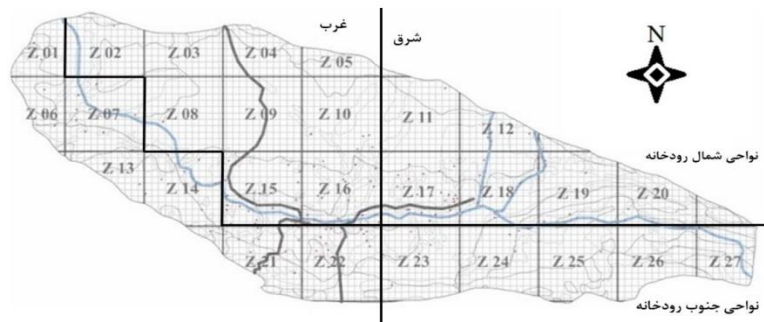 غرب
شرق
N
Z 01
Z 02
Z 03
Z 04
Z 05
Z 06
Z 07
Z 08
Z 09
Z 10
Z 11
Z 12
نواحی شمال رودخانه
Z 13
Z 14
Z 15
Z 16
Z 17
Z 18
Z 19
Z 20
Z 21
Z 22
Z 23
Z 24
Z 25
Z 26
Z 27
نواحی جنوب رودخانه